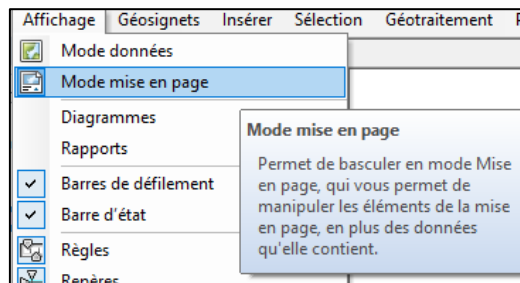 Affichage Géosignets Insérer Sélection Géotraitement
Mode données
Mode mise en page
Diagrammes
Rapports
Barres de défilement
Barre d'état
Règles
Repères
Mode mise en page
Permet de basculer en mode Mise
en page, qui vous permet de
manipuler les éléments de la mise
en page, en plus des données
qu'elle contient.